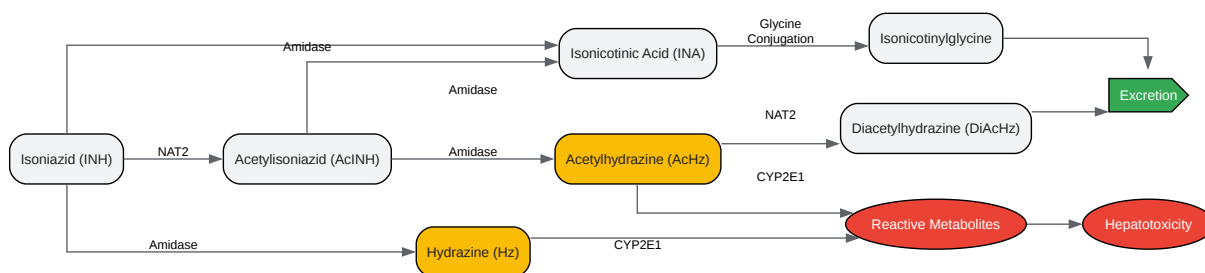 Glycine
Conjugation
Amidase
Isonicotinic Acid (INA)
Isonicotinylglycine
Amidase
Excretion
NAT2
Diacetylhydrazine (DiAcHz)
Isoniazid (INH)
NAT2
Acetylisoniazid (AcINH)
Amidase
Acetylhydrazine (AcHz)
CYP2E1
Reactive Metabolites
Hepatotoxicity
Amidase
Hydrazine (Hz)
CYP2E1